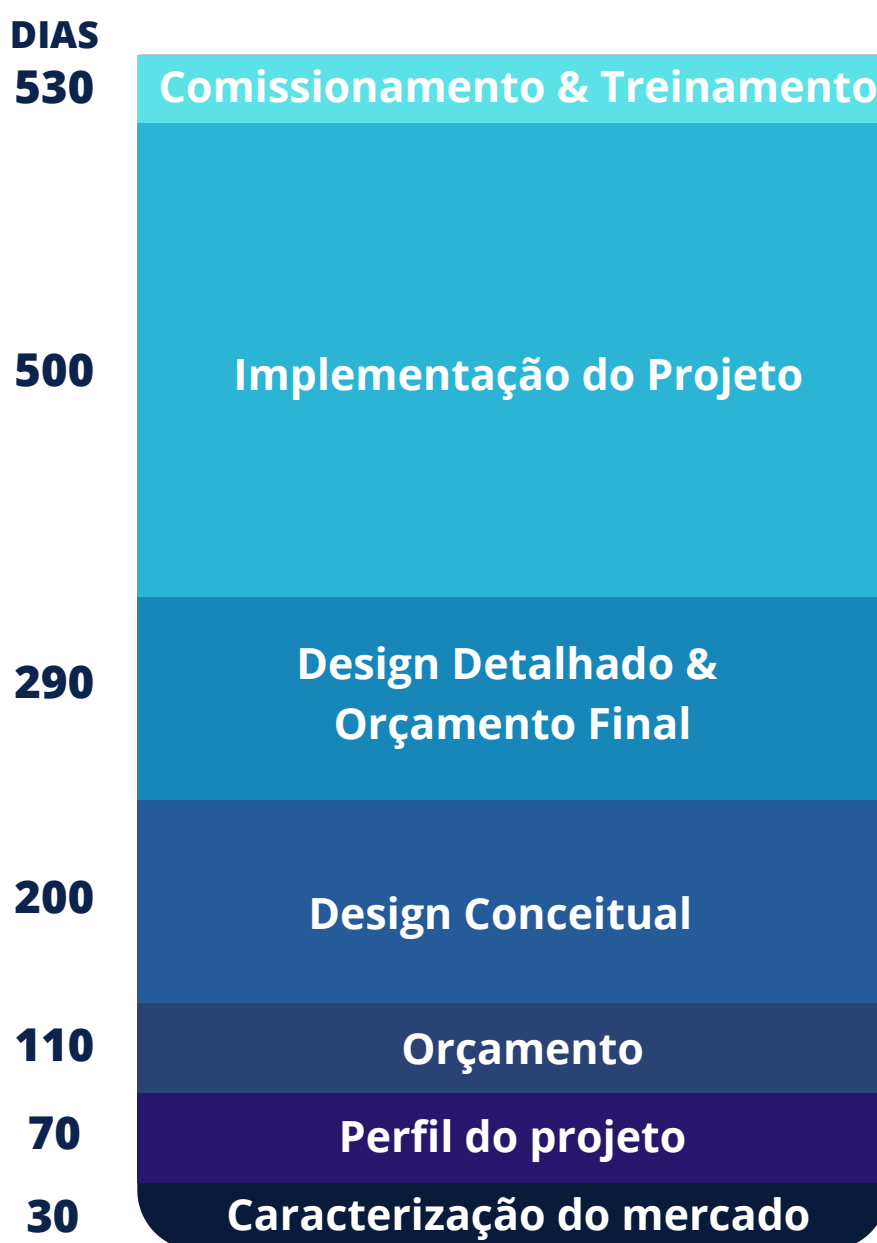 DIAS
530
Comissionamento & Treinamento
500
Implementação do Projeto
290
Design Detalhado &
Orçamento Final
200
Design Conceitual
110
Orçamento
70
Perfil do projeto
30
Caracterização do mercado